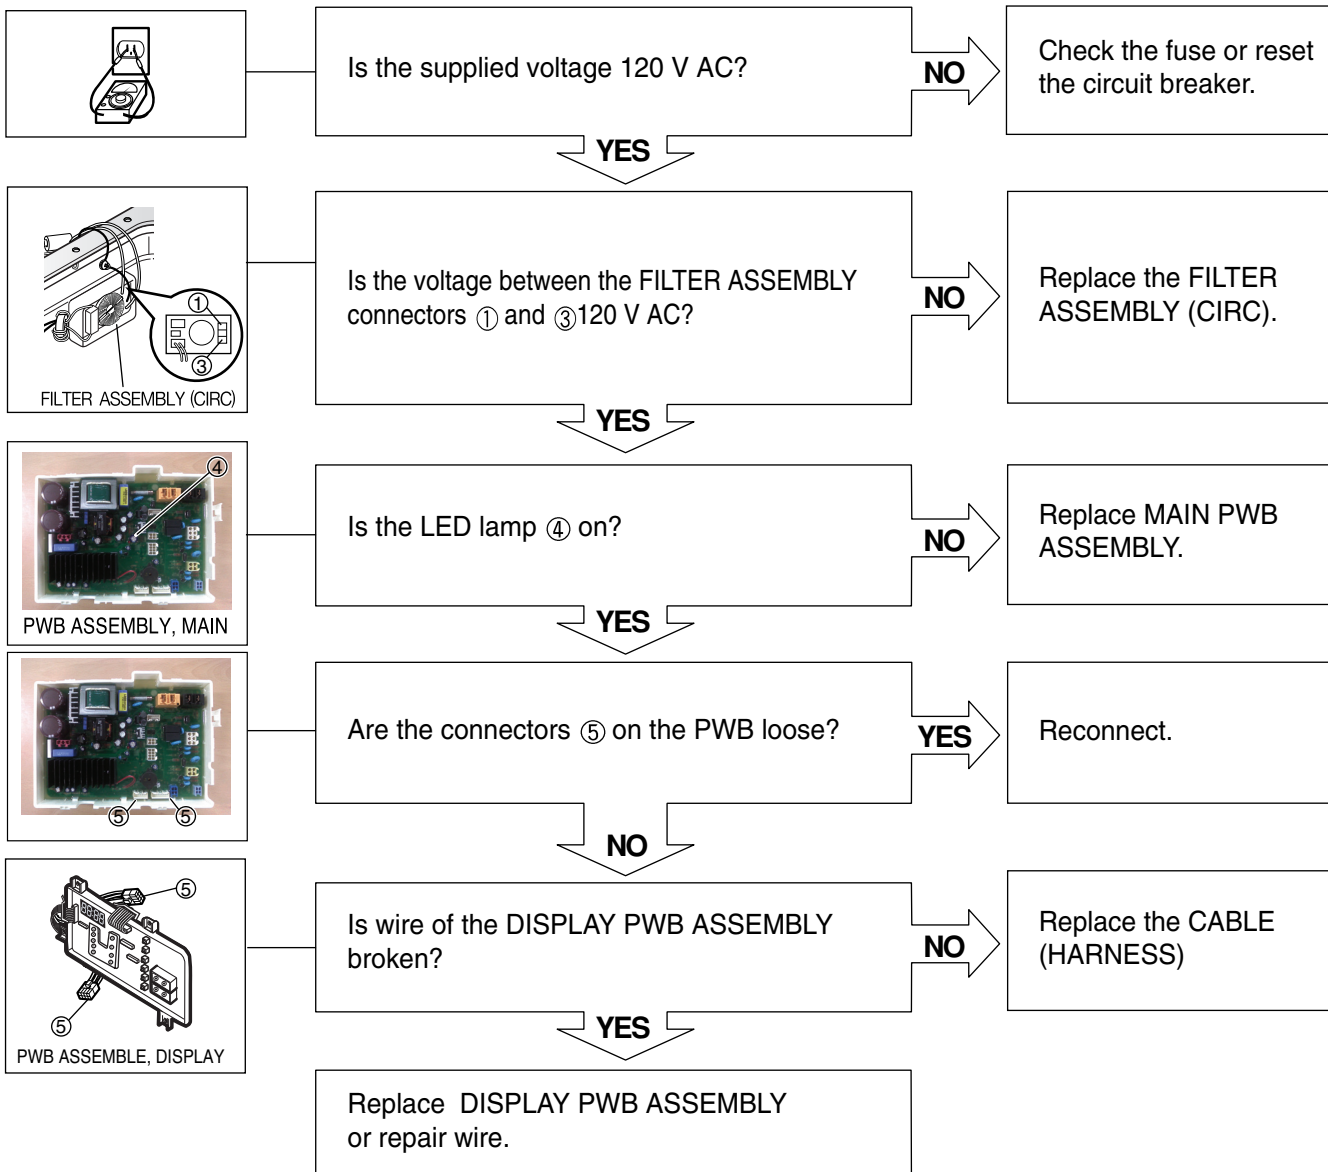 Is the supplied voltage 120 V AC?
NO
Check the fuse or reset
the circuit breaker.
YES
①
③
FILTER ASSEMBLY (CIRC)
Is the voltage between the FILTER ASSEMBLY
connectors ① and ③120 V AC?
NO
Replace the FILTER
ASSEMBLY (CIRC).
YES
④
PWB ASSEMBLY, MAIN
Is the LED lamp ④ on?
NO
Replace MAIN PWB
ASSEMBLY.
YES
⑤ ⑤
Are the connectors ⑤ on the PWB loose?
YES
Reconnect.
NO
⑤
⑤
PWB ASSEMBLE, DISPLAY
Is wire of the DISPLAY PWB ASSEMBLY
broken?
NO
Replace the CABLE
(HARNESS)
YES
Replace DISPLAY PWB ASSEMBLY
or repair wire.